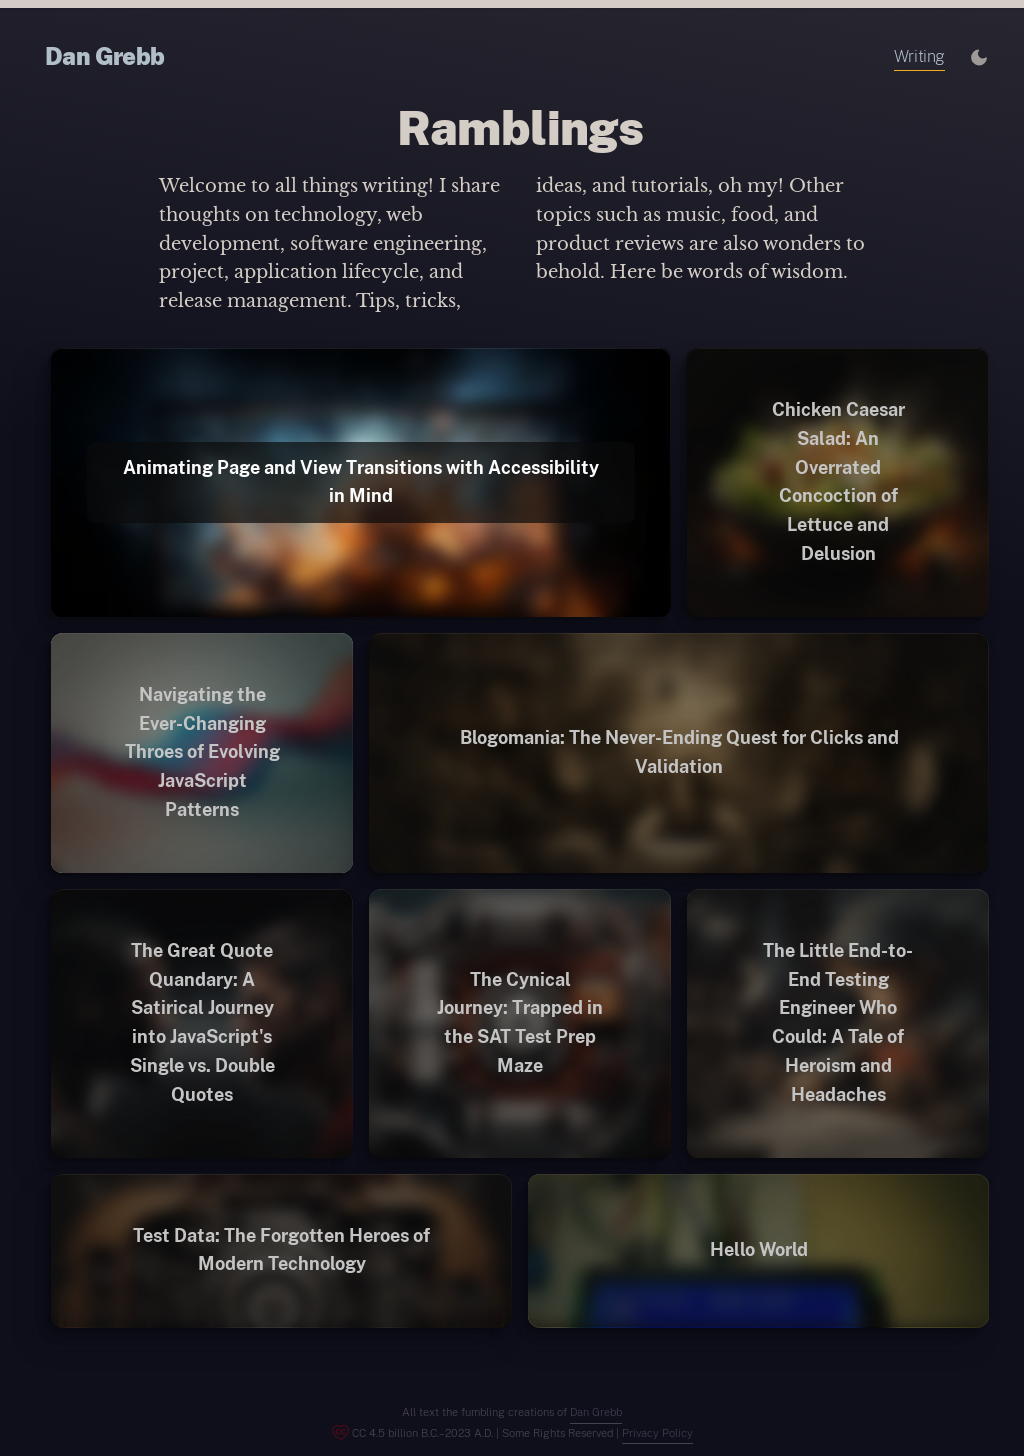 Dan Grebb
Writing
Ramblings
Welcome to all things writing! I share
thoughts on technology, web
development, software engineering,
project, application lifecycle, and
release management. Tips, tricks,
ideas, and tutorials, oh my! Other
topics such as music, food, and
product reviews are also wonders to
behold. Here be words of wisdom.
Animating Page and View Transitions with Accessibility
in Mind
Chicken Caesar
Salad: An
Overrated
Concoction of
Lettuce and
Delusion
Navigating the
Ever-Changing
Throes of Evolving
JavaScript
Patterns
Blogomania: The Never-Ending Quest for Clicks and
Validation
The Great Quote
Quandary: A
Satirical Journey
into JavaScript's
Single vs. Double
Quotes
The Cynical
Journey: Trapped in
the SAT Test Prep
Maze
The Little End-to-
End Testing
Engineer Who
Could: A Tale of
Heroism and
Headaches
Test Data: The Forgotten Heroes of
Modern Technology
Hello World
All text the fumbling creations of Dan Grebb
CC 4.5 billion B.C.–2023 A.D. | Some Rights Reserved | Privacy Policy